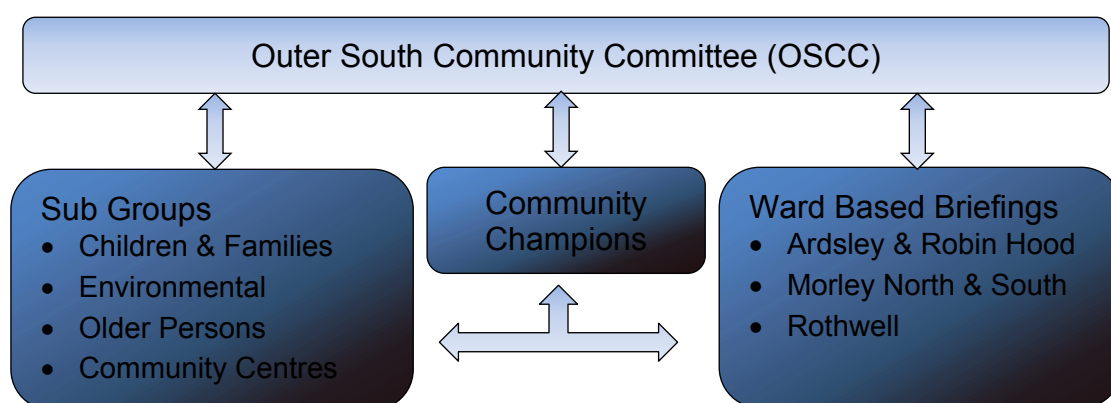 Outer South Community Committee (OSCC)
Sub Groups
• Children & Families
• Environmental
• Older Persons
• Community Centres
Community
Champions
Ward Based Briefings
• Ardsley & Robin Hood
• Morley North & South
• Rothwell